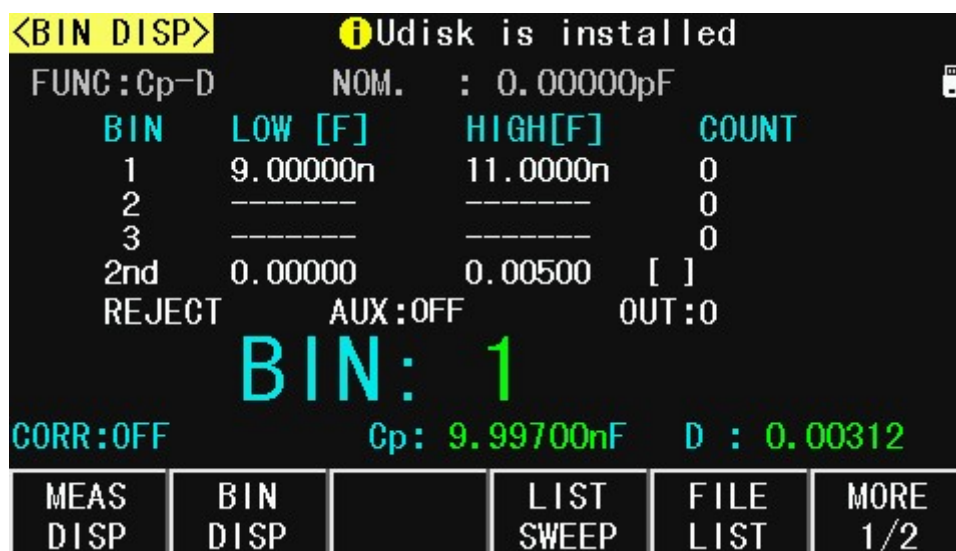 <BIN DISP> iUdisk is installed
FUNC:Cp-D NOM. : 0.00000pF
BIN LOW [F] HIGH[F] COUNT
1 9.00000n 11.0000n 0
2 ------- ------- 0
3 ------- ------- 0
2nd 0.00000 0.00500 [ ]
REJECT AUX:OFF OUT:0
BIN: 1
CORR:OFF Cp: 9.99700nF D : 0.00312
MEAS DISP BIN DISP LIST SWEEP FILE LIST MORE 1/2